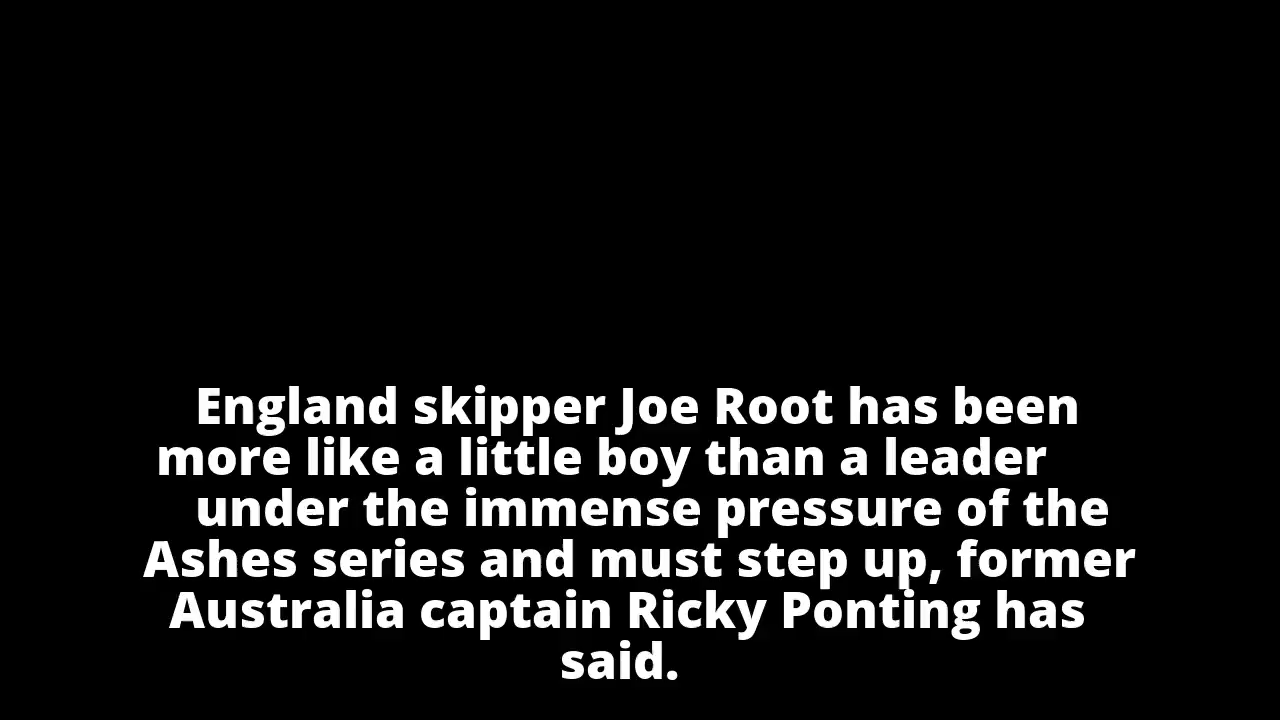 England skipper Joe Root has been
more like a little boy than a leader
under the immense pressure of the
Ashes series and must step up, former
Australia captain Ricky Ponting has
said.